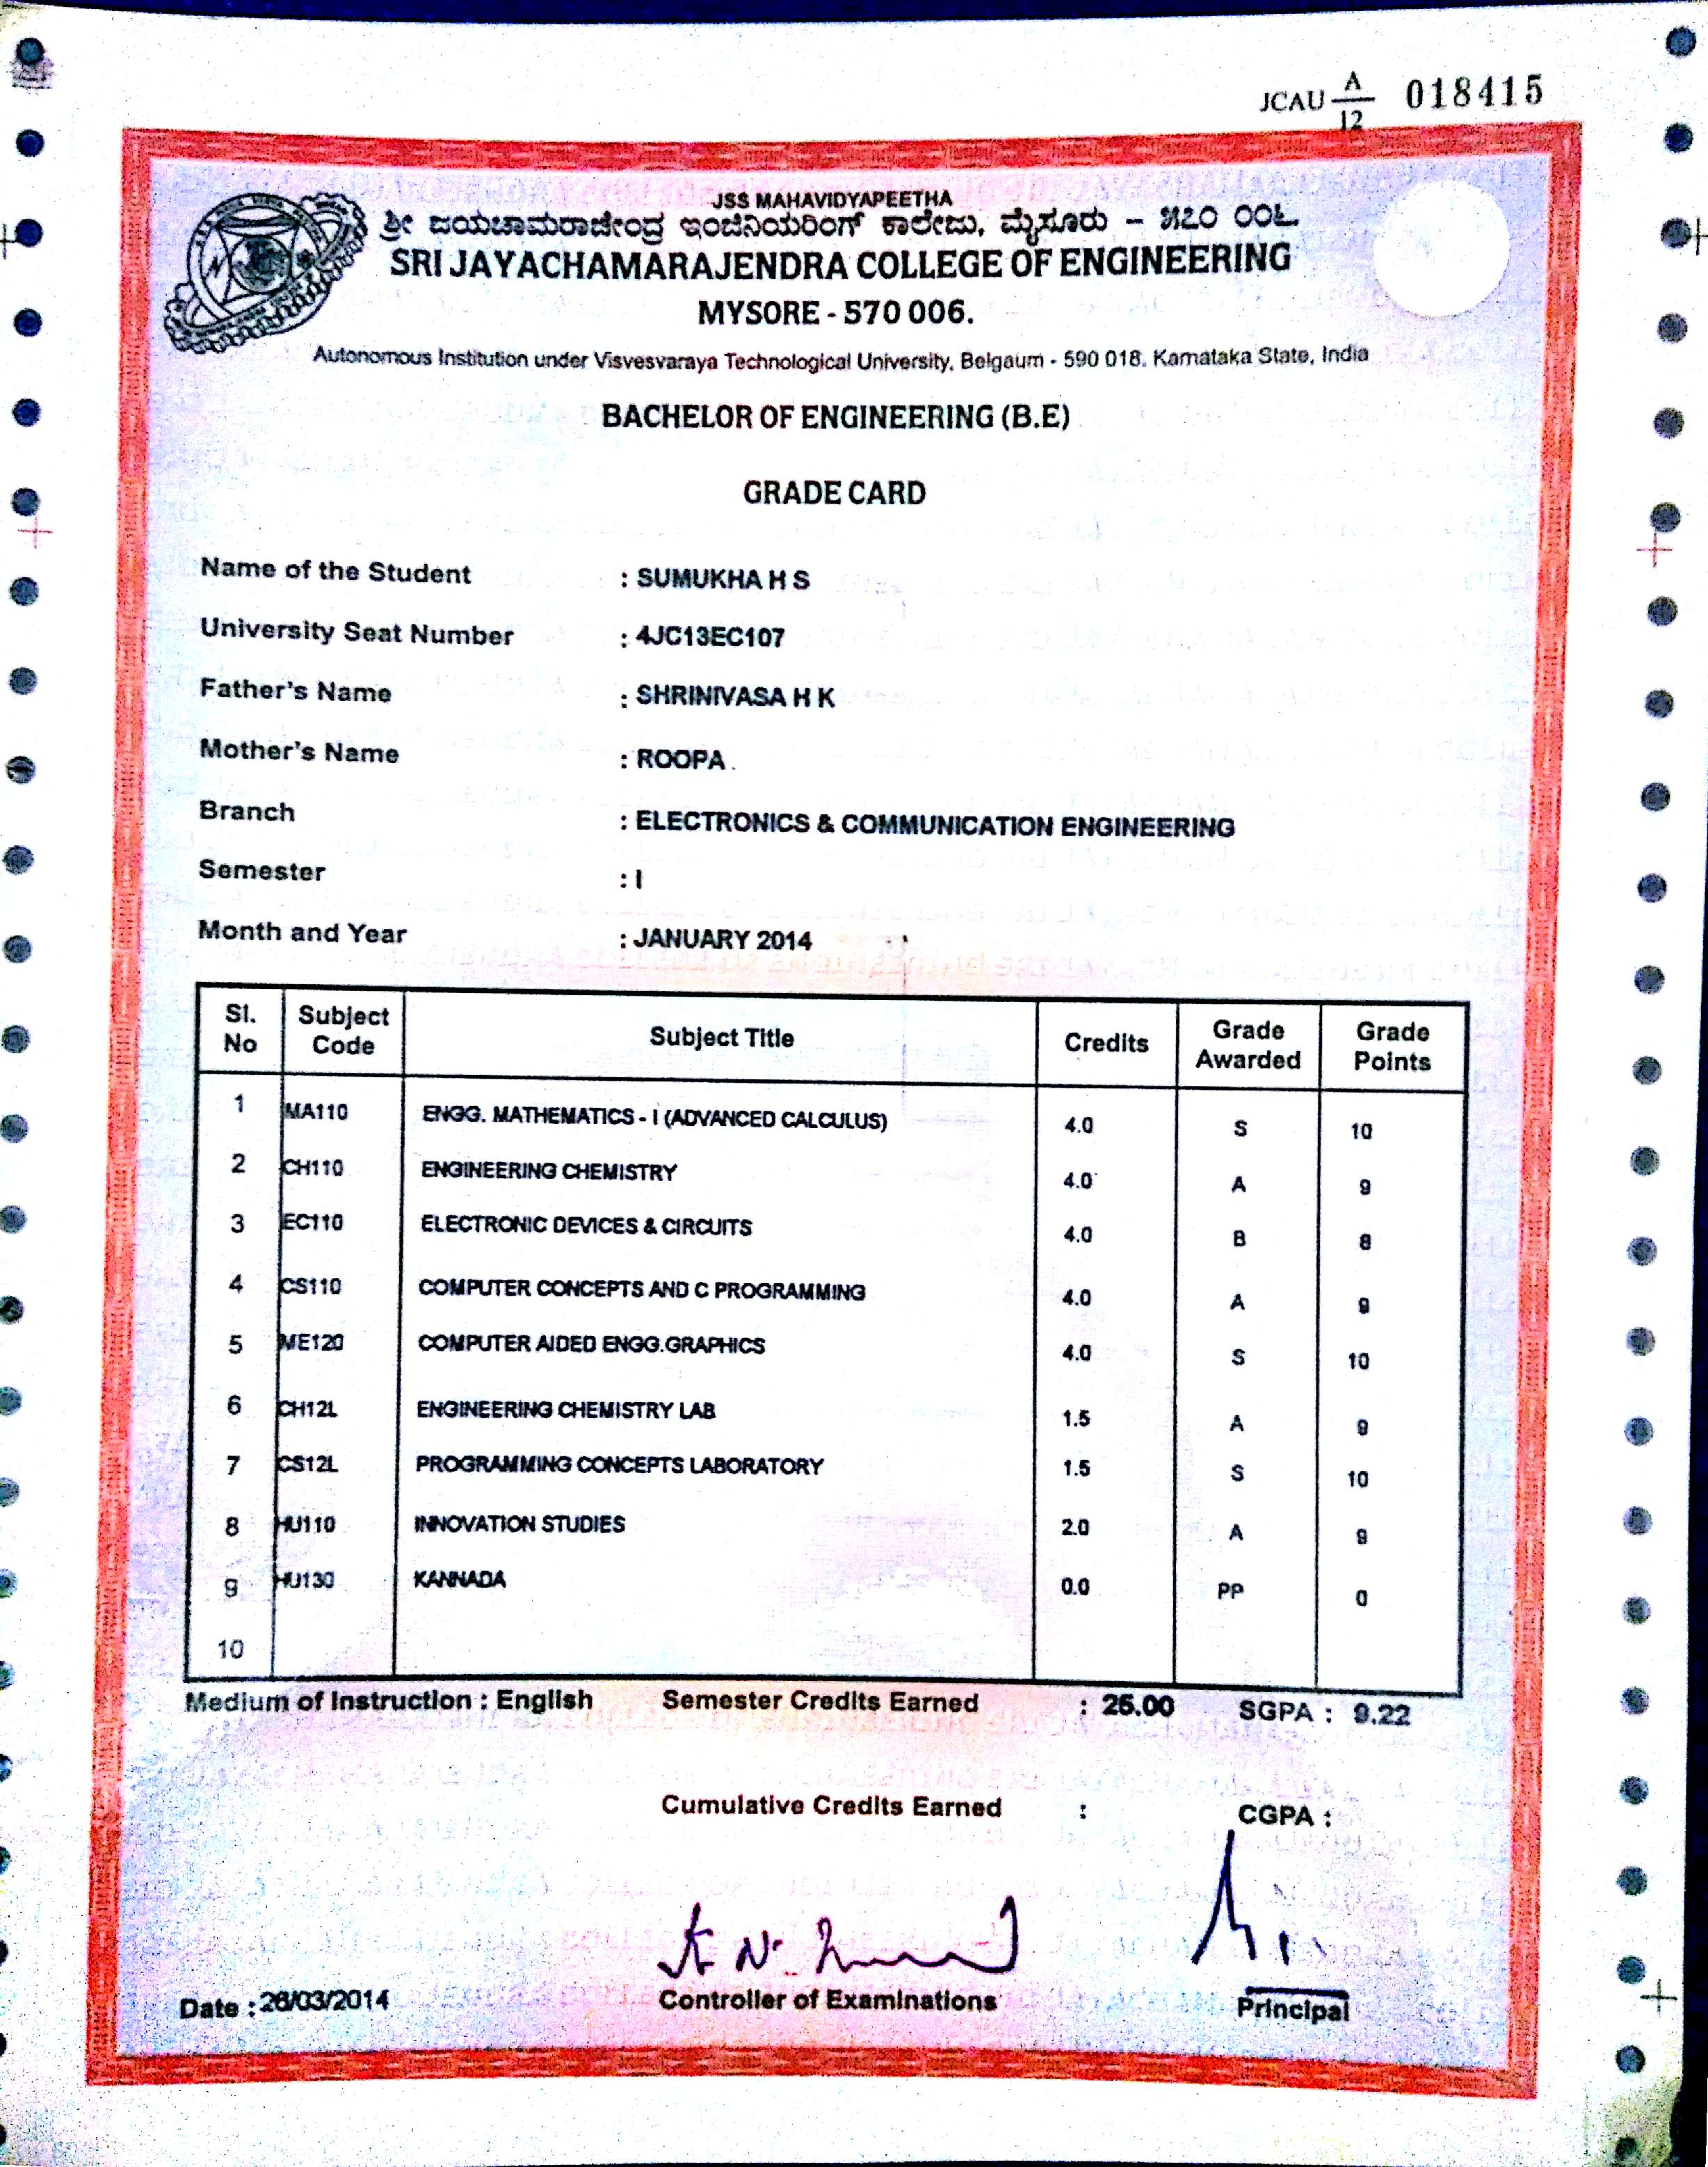 JCAU A/12 018415
JSS MAHAVIDYAPEETHA
ಶ್ರೀ ಜಯಚಾಮರಾಜೇಂದ್ರ ಇಂಜಿನಿಯರಿಂಗ್ ಕಾಲೇಜು, ಮೈಸೂರು – ೫೭೦ ೦೦೬
SRI JAYACHAMARAJENDRA COLLEGE OF ENGINEERING
MYSORE - 570 006.
Autonomous Institution under Visvesvaraya Technological University, Belgaum - 590 018. Karnataka State, India
BACHELOR OF ENGINEERING (B.E)
GRADE CARD
Name of the Student : SUMUKHA H S
University Seat Number : 4JC13EC107
Father's Name : SHRINIVASA H K
Mother's Name : ROOPA .
Branch : ELECTRONICS & COMMUNICATION ENGINEERING
Semester : I
Month and Year : JANUARY 2014
Sl. No Subject Code Subject Title Credits Grade Awarded Grade Points
1 MA110 ENGG. MATHEMATICS - I (ADVANCED CALCULUS) 4.0 S 10
2 CH110 ENGINEERING CHEMISTRY 4.0 A 9
3 EC110 ELECTRONIC DEVICES & CIRCUITS 4.0 B 8
4 CS110 COMPUTER CONCEPTS AND C PROGRAMMING 4.0 A 9
5 ME120 COMPUTER AIDED ENGG.GRAPHICS 4.0 S 10
6 CH12L ENGINEERING CHEMISTRY LAB 1.5 A 9
7 CS12L PROGRAMMING CONCEPTS LABORATORY 1.5 S 10
8 HU110 INNOVATION STUDIES 2.0 A 9
9 HU130 KANNADA 0.0 PP 0
10
Medium of Instruction : English Semester Credits Earned : 25.00 SGPA : 9.22
Cumulative Credits Earned : CGPA :
Date : 26/03/2014 Controller of Examinations Principal